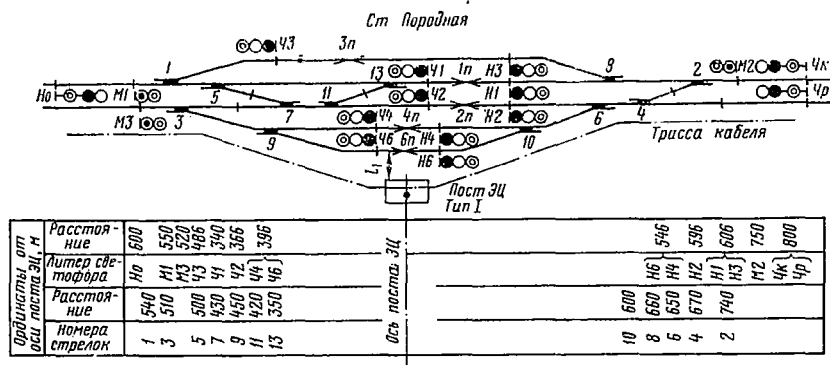 Ст Породная
Ч3 3п
1 13 Ч1 1п Н3 9 2 М2 Чк
Но М1 5 11 Ч2 Н1 Чр
М3 3 7 Ч4 4п 2п Н2 6 4
9 Ч6 6п Н4 10 Трасса кабеля
Н6
l₁ Пост ЭЦ
Тип I
Ординаты от оси поста ЭЦ, м
Расстояние 600 550 520 486 340 366 396 546 596 606 750 800
Литер светофора Но М1 М3 Ч3 Ч1 Ч2 Ч4 Ч6 Н6 Н4 Н2 Н1 Н3 М2 Чк Чр
Расстояние 540 510 500 430 450 420 350 600 660 650 670 740
Номера стрелок 1 3 5 7 9 11 13 10 8 6 4 2
Ось поста ЭЦ